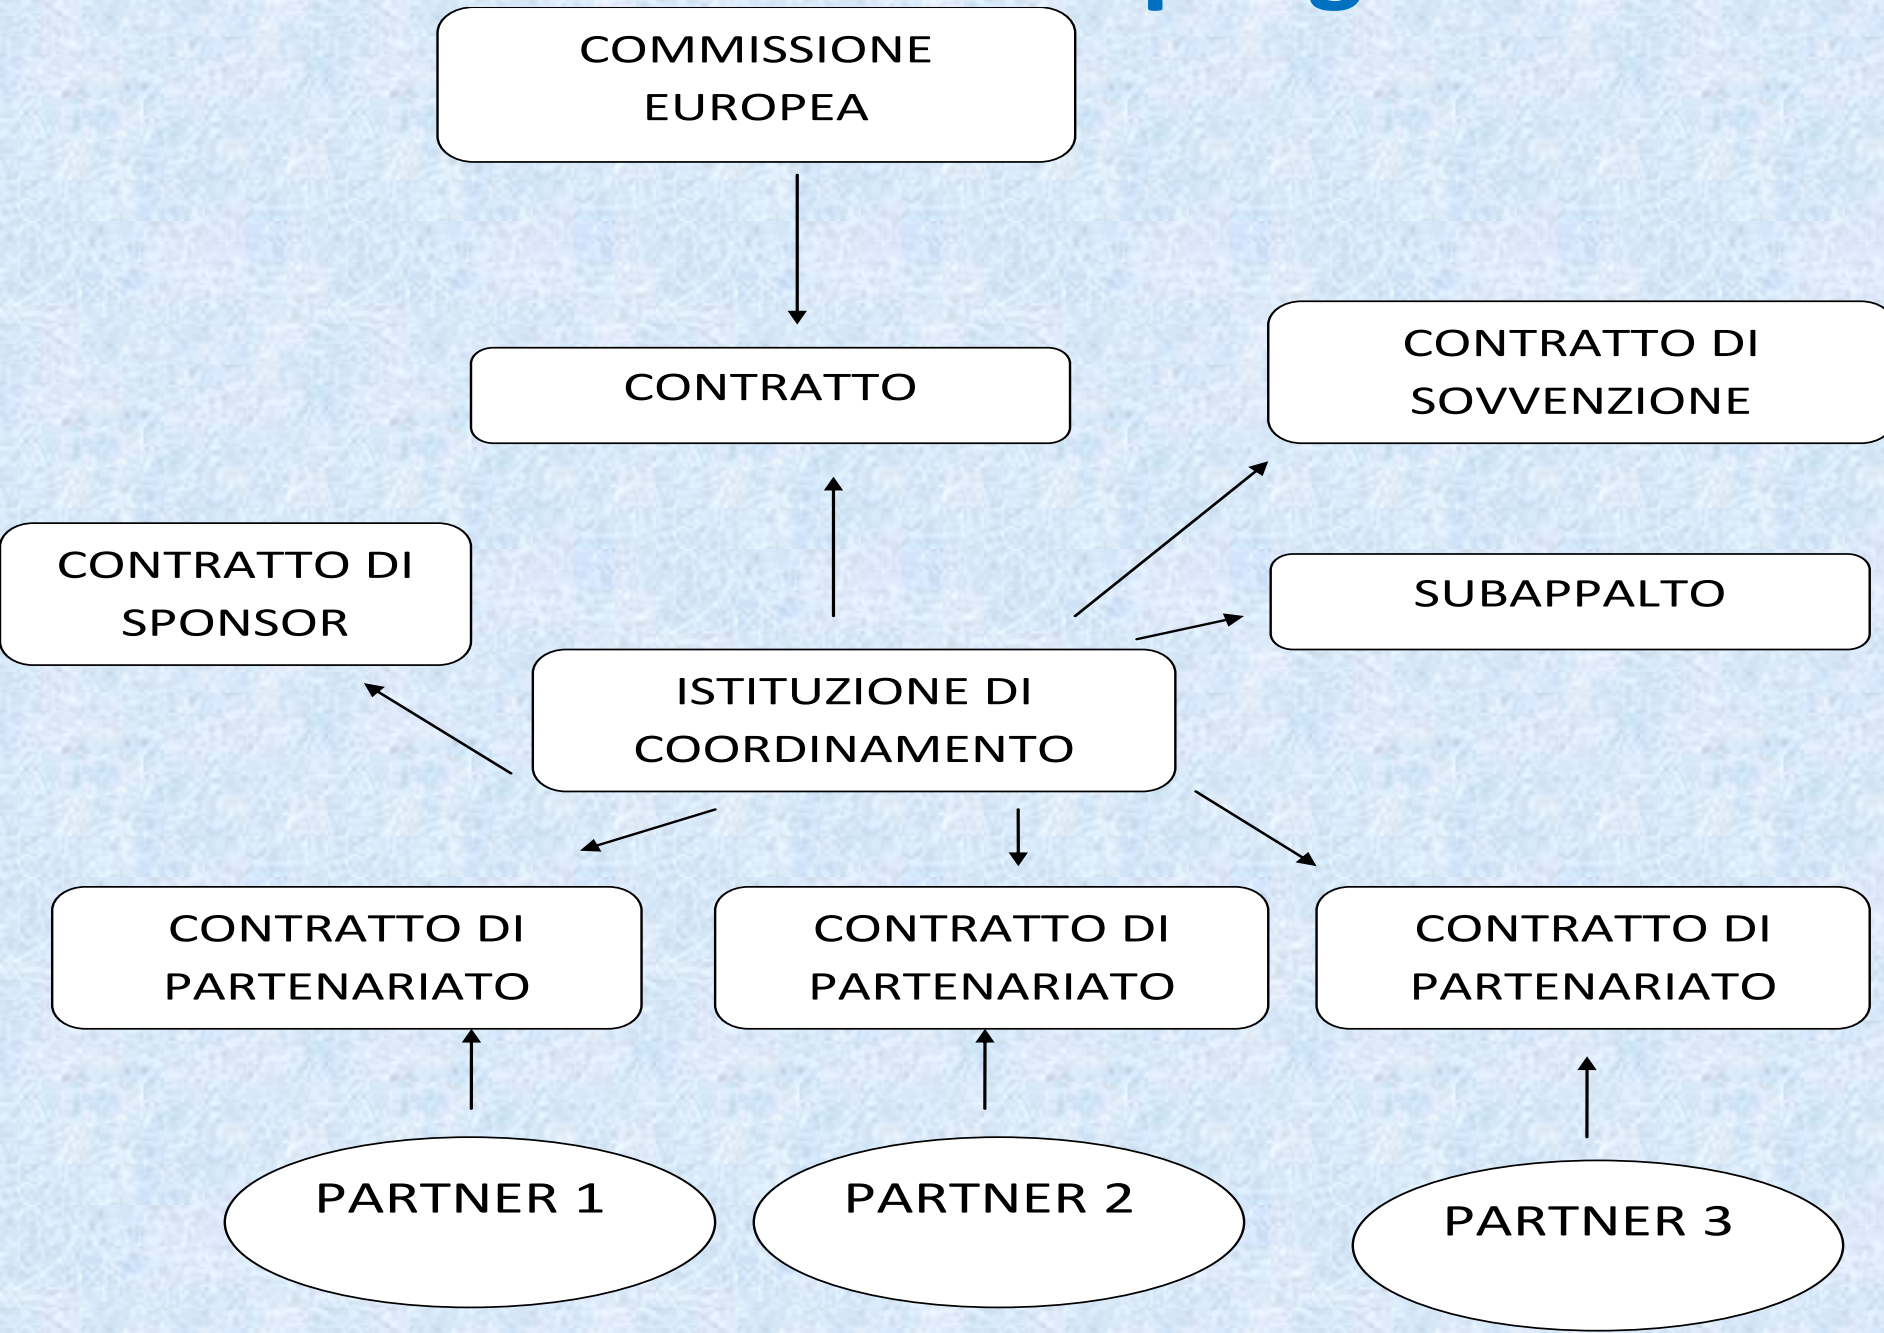 COMMISSIONE
EUROPEA
CONTRATTO
CONTRATTO DI
SOVVENZIONE
CONTRATTO DI
SPONSOR
SUBAPPALTO
ISTITUZIONE DI
COORDINAMENTO
CONTRATTO DI
PARTENARIATO
CONTRATTO DI
PARTENARIATO
CONTRATTO DI
PARTENARIATO
PARTNER 1
PARTNER 2
PARTNER 3